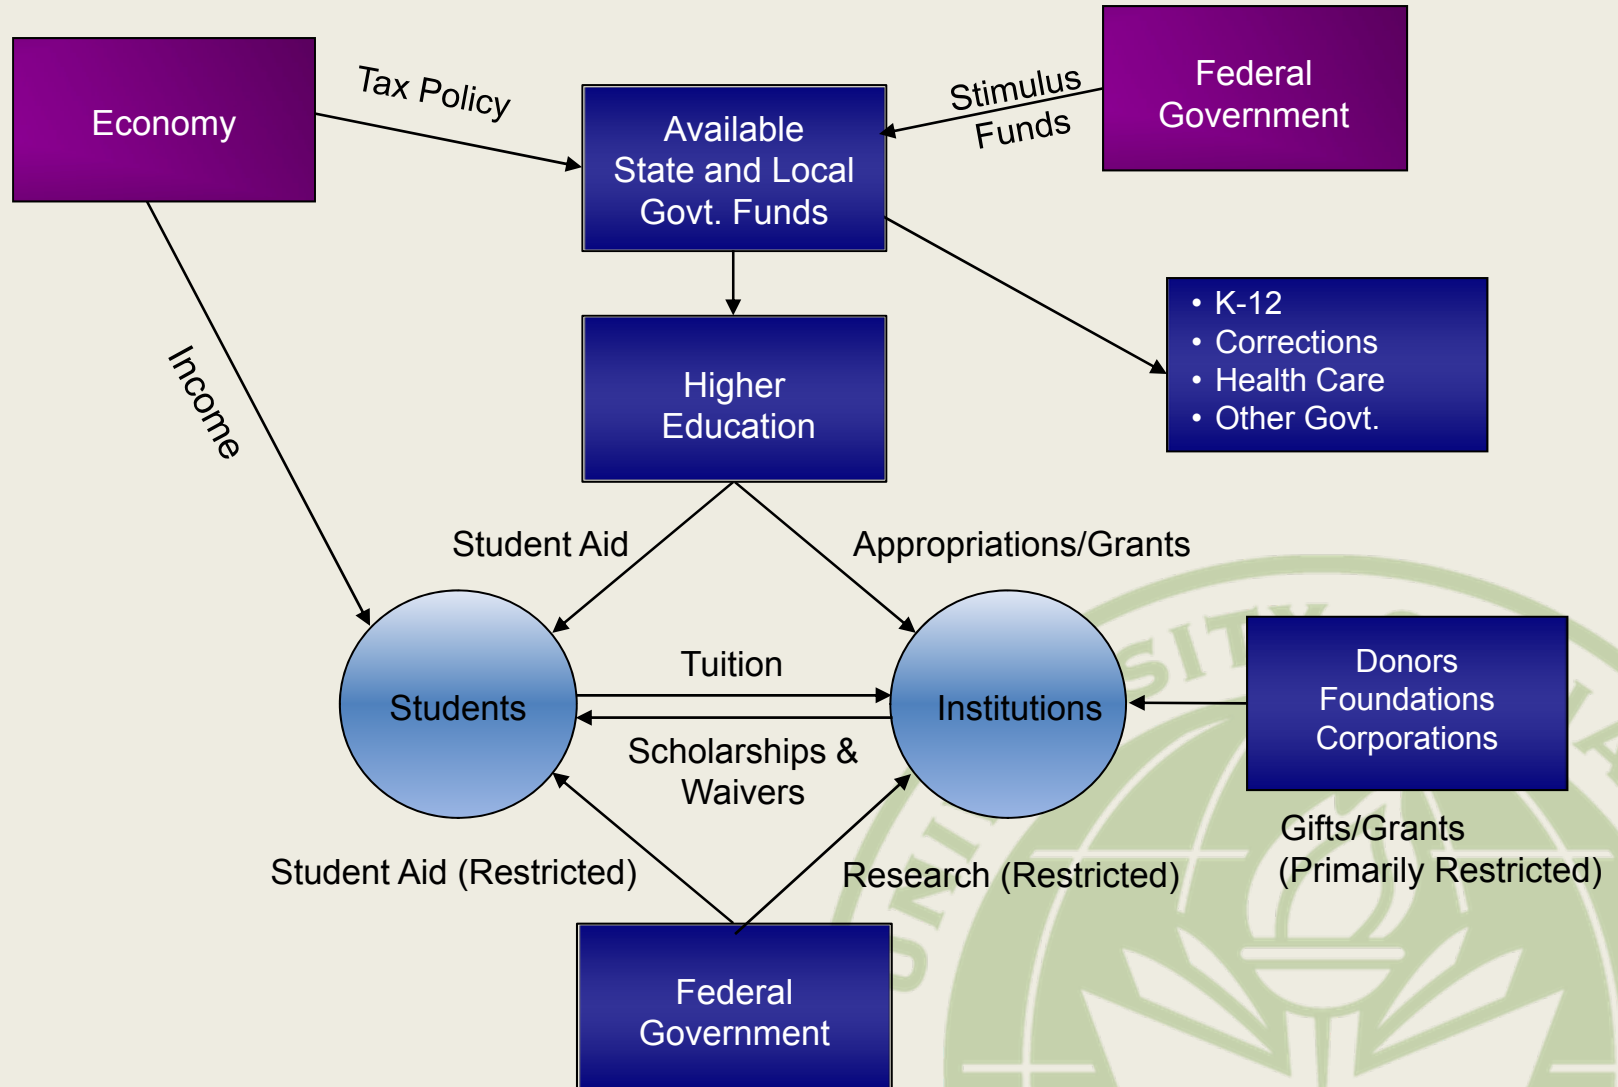 Economy
Tax Policy
Available
State and Local
Govt. Funds
Stimulus
Funds
Federal
Government
• K-12
• Corrections
• Health Care
• Other Govt.
Income
Higher
Education
Student Aid
Appropriations/Grants
Students
Tuition
Scholarships &
Waivers
Institutions
Donors
Foundations
Corporations
Gifts/Grants
(Primarily Restricted)
Student Aid (Restricted)
Research (Restricted)
Federal
Government